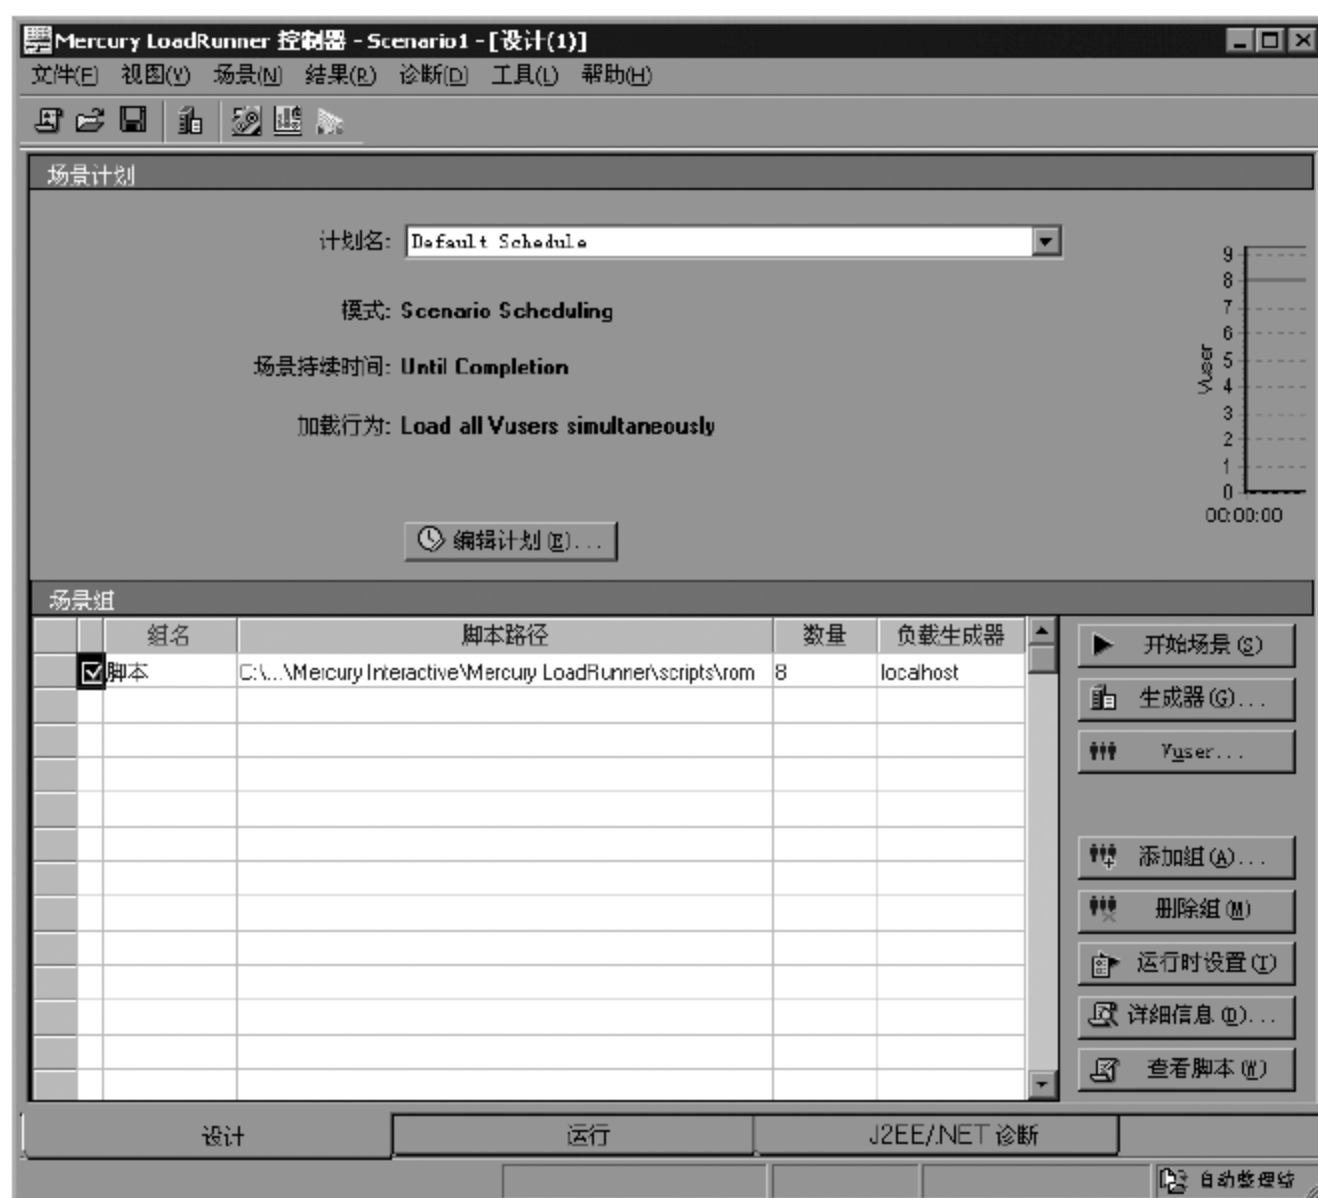 Mercury LoadRunner 控制器 - Scenario1 - [设计(1)]
文件(F) 视图(V) 场景(N) 结果(R) 诊断(D) 工具(L) 帮助(H)
场景计划
计划名: Default Schedule
模式: Scenario Scheduling
场景持续时间: Until Completion
加载行为: Load all Vusers simultaneously
编辑计划(E)...
Vuser
9
8
7
6
5
4
3
2
1
0
00:00:00
场景组
组名 脚本路径 数量 负载生成器
脚本 C:\...\Mercury Interactive\Mercury LoadRunner\scripts\rom 8 localhost
开始场景(S)
生成器(G)...
Vuser...
添加组(A)...
删除组(M)
运行时设置(T)
详细信息(D)...
查看脚本(W)
设计 运行 J2EE/.NET 诊断
自动整理结